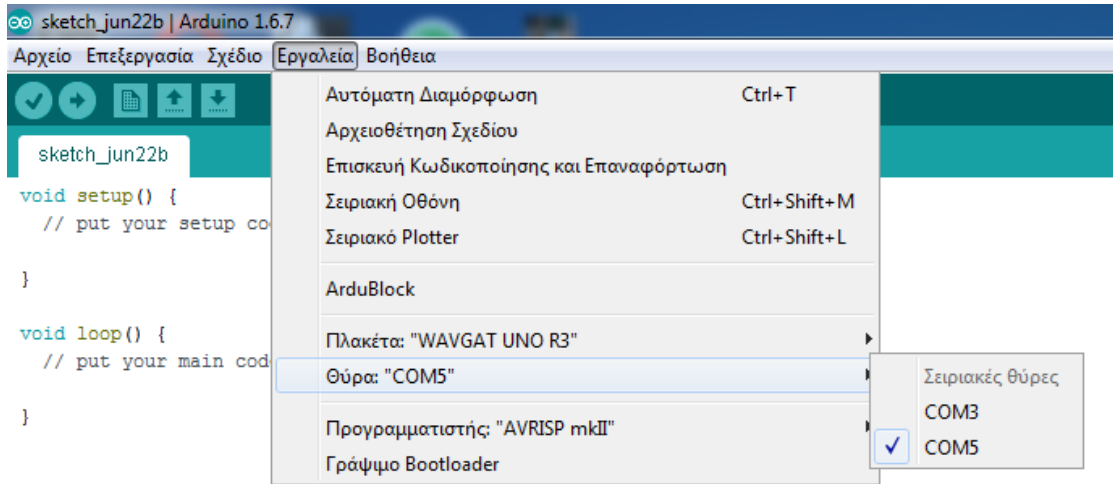 sketch_jun22b | Arduino 1.6.7
Αρχείο Επεξεργασία Σχέδιο Εργαλεία Βοήθεια
sketch_jun22b
void setup() {
// put your setup co
}
void loop() {
// put your main cod
}
Αυτόματη Διαμόρφωση Ctrl+T
Αρχειοθέτηση Σχεδίου
Επισκευή Κωδικοποίησης και Επαναφόρτωση
Σειριακή Οθόνη Ctrl+Shift+M
Σειριακό Plotter Ctrl+Shift+L
ArduBlock
Πλακέτα: "WAVGAT UNO R3"
Θύρα: "COM5"
Προγραμματιστής: "AVRISP mkII"
Γράψιμο Bootloader
Σειριακές θύρες
COM3
COM5